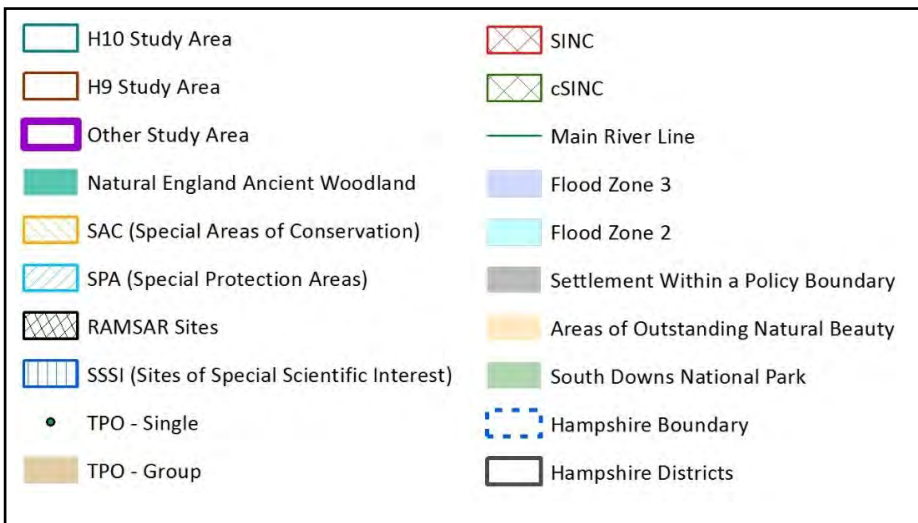 H10 Study Area
H9 Study Area
Other Study Area
Natural England Ancient Woodland
SAC (Special Areas of Conservation)
SPA (Special Protection Areas)
RAMSAR Sites
SSSI (Sites of Special Scientific Interest)
TPO - Single
TPO - Group
SINC
cSINC
Main River Line
Flood Zone 3
Flood Zone 2
Settlement Within a Policy Boundary
Areas of Outstanding Natural Beauty
South Downs National Park
Hampshire Boundary
Hampshire Districts